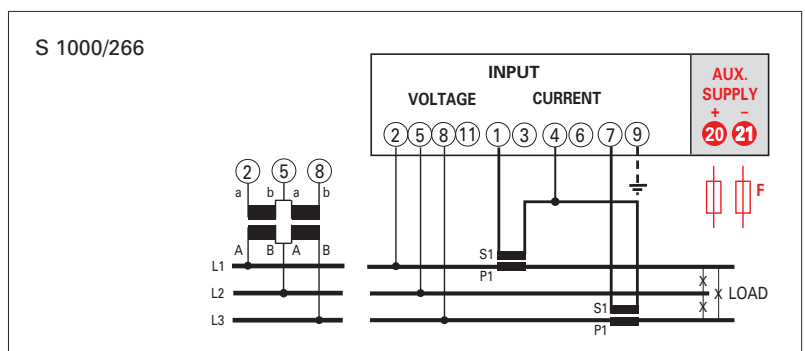 S 1000/266
INPUT
AUX.
SUPPLY
+ −
VOLTAGE CURRENT
2 5 8 11 1 3 4 6 7 9 20 21
2 5 8
a b a b
F
A B A B
S1
P1
L1
L2
L3
X
X LOAD
X
S1
P1